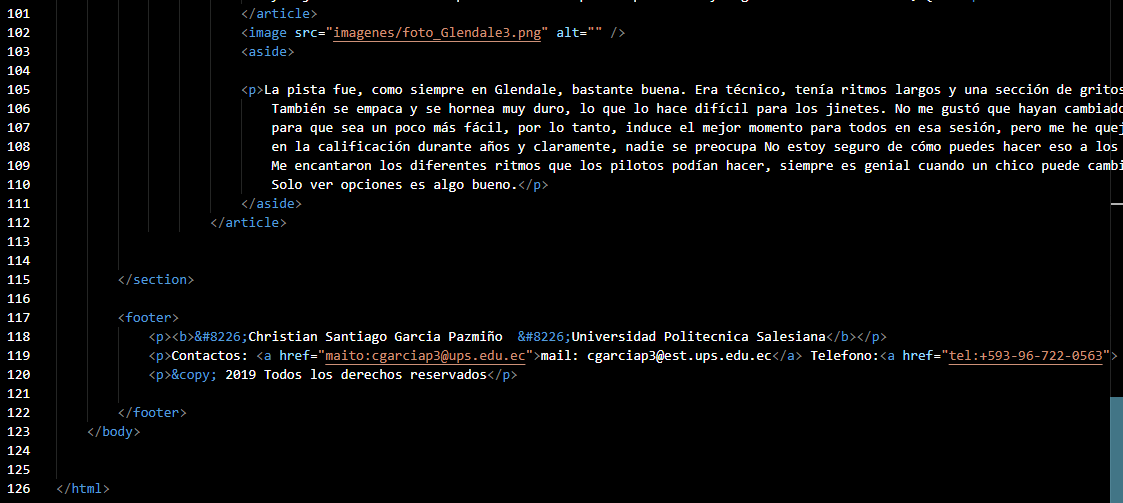 101 </article>
102 <image src="imagenes/foto_Glendale3.png" alt="" />
103 <aside>
104
105 <p>La pista fue, como siempre en Glendale, bastante buena. Era técnico, tenía ritmos largos y una sección de gritos
106 También se empaca y se hornea muy duro, lo que lo hace difícil para los jinetes. No me gustó que hayan cambiado
107 para que sea un poco más fácil, por lo tanto, induce el mejor momento para todos en esa sesión, pero me he
108 en la calificación durante años y claramente, nadie se preocupa No estoy seguro de cómo puedes hacer eso a los
109 Me encantaron los diferentes ritmos que los pilotos podían hacer, siempre es genial cuando un chico puede
110 Solo ver opciones es algo bueno.</p>
111 </aside>
112 </article>
113
114
115 </section>
116
117 <footer>
118 <p><b>&#8226;Christian Santiago Garcia Pazmiño &#8226;Universidad Politecnica Salesiana</b></p>
119 <p>Contactos: <a href="maito:cgarciap3@ups.edu.ec">mail: cgarciap3@est.ups.edu.ec</a> Telefono:<a href="tel:+593-96-722-0563">
120 <p>&copy; 2019 Todos los derechos reservados</p>
121
122 </footer>
123 </body>
124
125
126 </html>